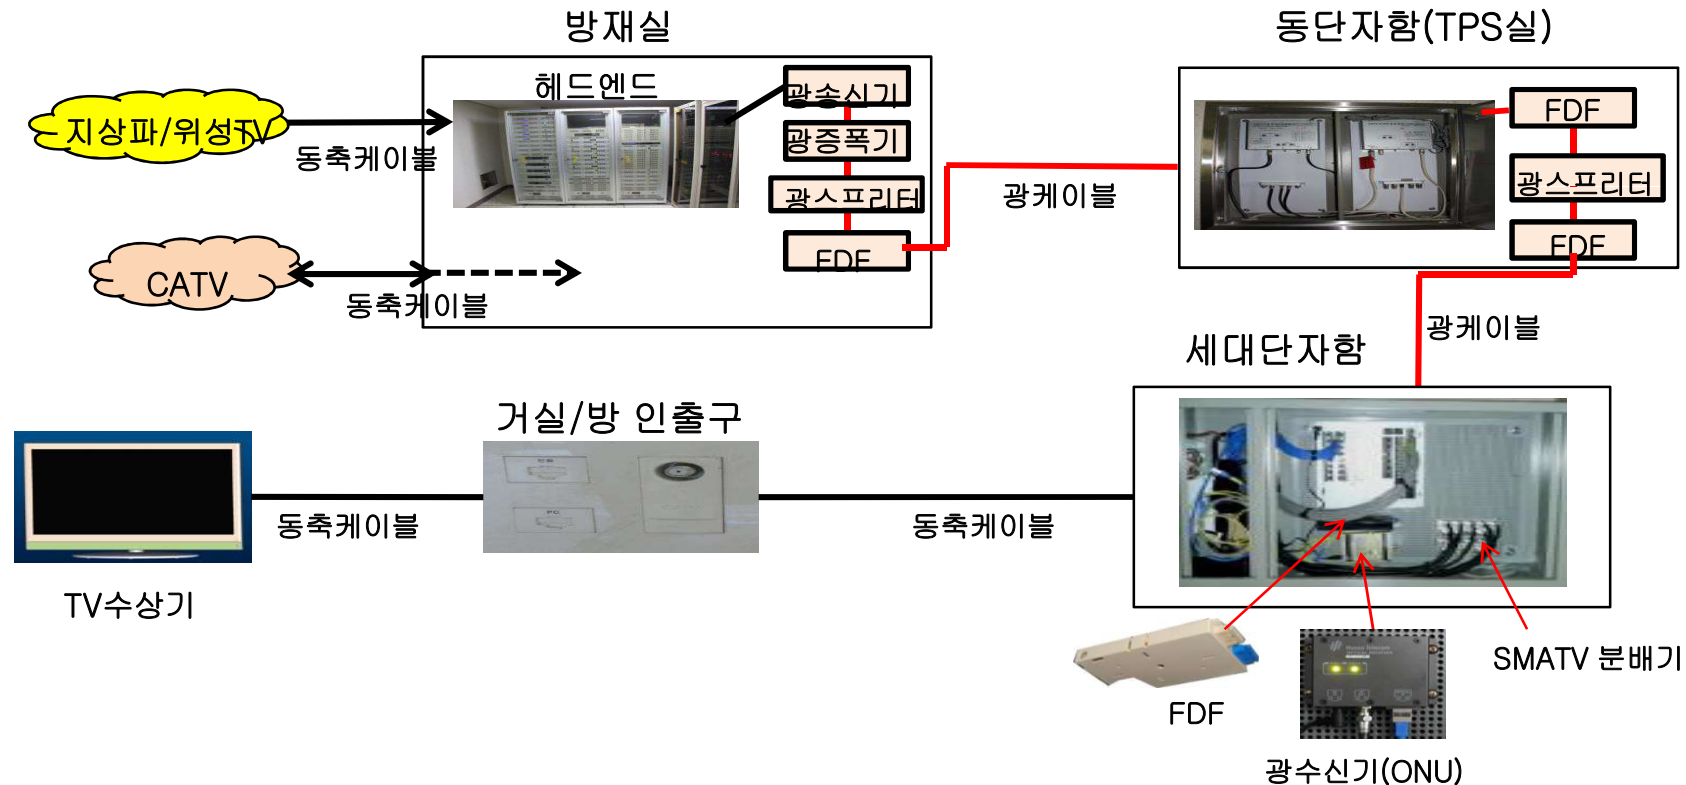 방재실
동단자함(TPS실)
헤드엔드
광송신기
지상파/위성TV
동축케이블
광증폭기
광스프리터
FDF
CATV
동축케이블
광케이블
FDF
광스프리터
FDF
광케이블
세대단자함
거실/방 인출구
PC
동축케이블
동축케이블
TV수상기
FDF
SMATV 분배기
광수신기(ONU)